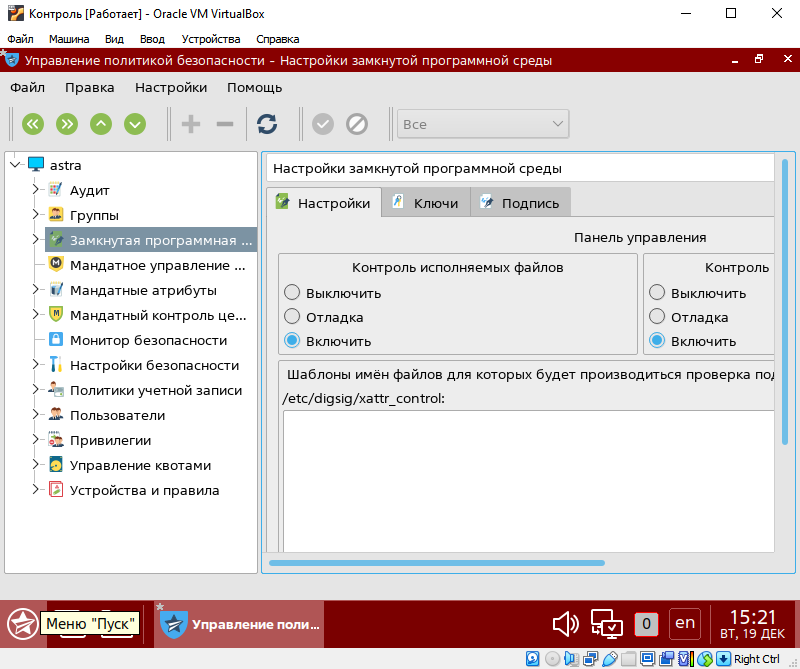 Контроль [Работает] - Oracle VM VirtualBox
Файл Машина Вид Ввод Устройства Справка
Управление политикой безопасности – Настройки замкнутой программной среды
Файл Правка Настройки Помощь
Все
astra
Аудит
Группы
Замкнутая программная ...
Мандатное управление ...
Мандатные атрибуты
Мандатный контроль це...
Монитор безопасности
Настройки безопасности
Политики учетной записи
Пользователи
Привилегии
Управление квотами
Устройства и правила
Настройки замкнутой программной среды
Настройки Ключи Подпись
Панель управления
Контроль исполняемых файлов
Выключить
Отладка
Включить
Контроль
Выключить
Отладка
Включить
Шаблоны имён файлов для которых будет производиться проверка под
/etc/digsig/xattr_control:
Меню "Пуск"
Управление поли...
0
en
15:21
ВТ, 19 ДЕК
Right Ctrl